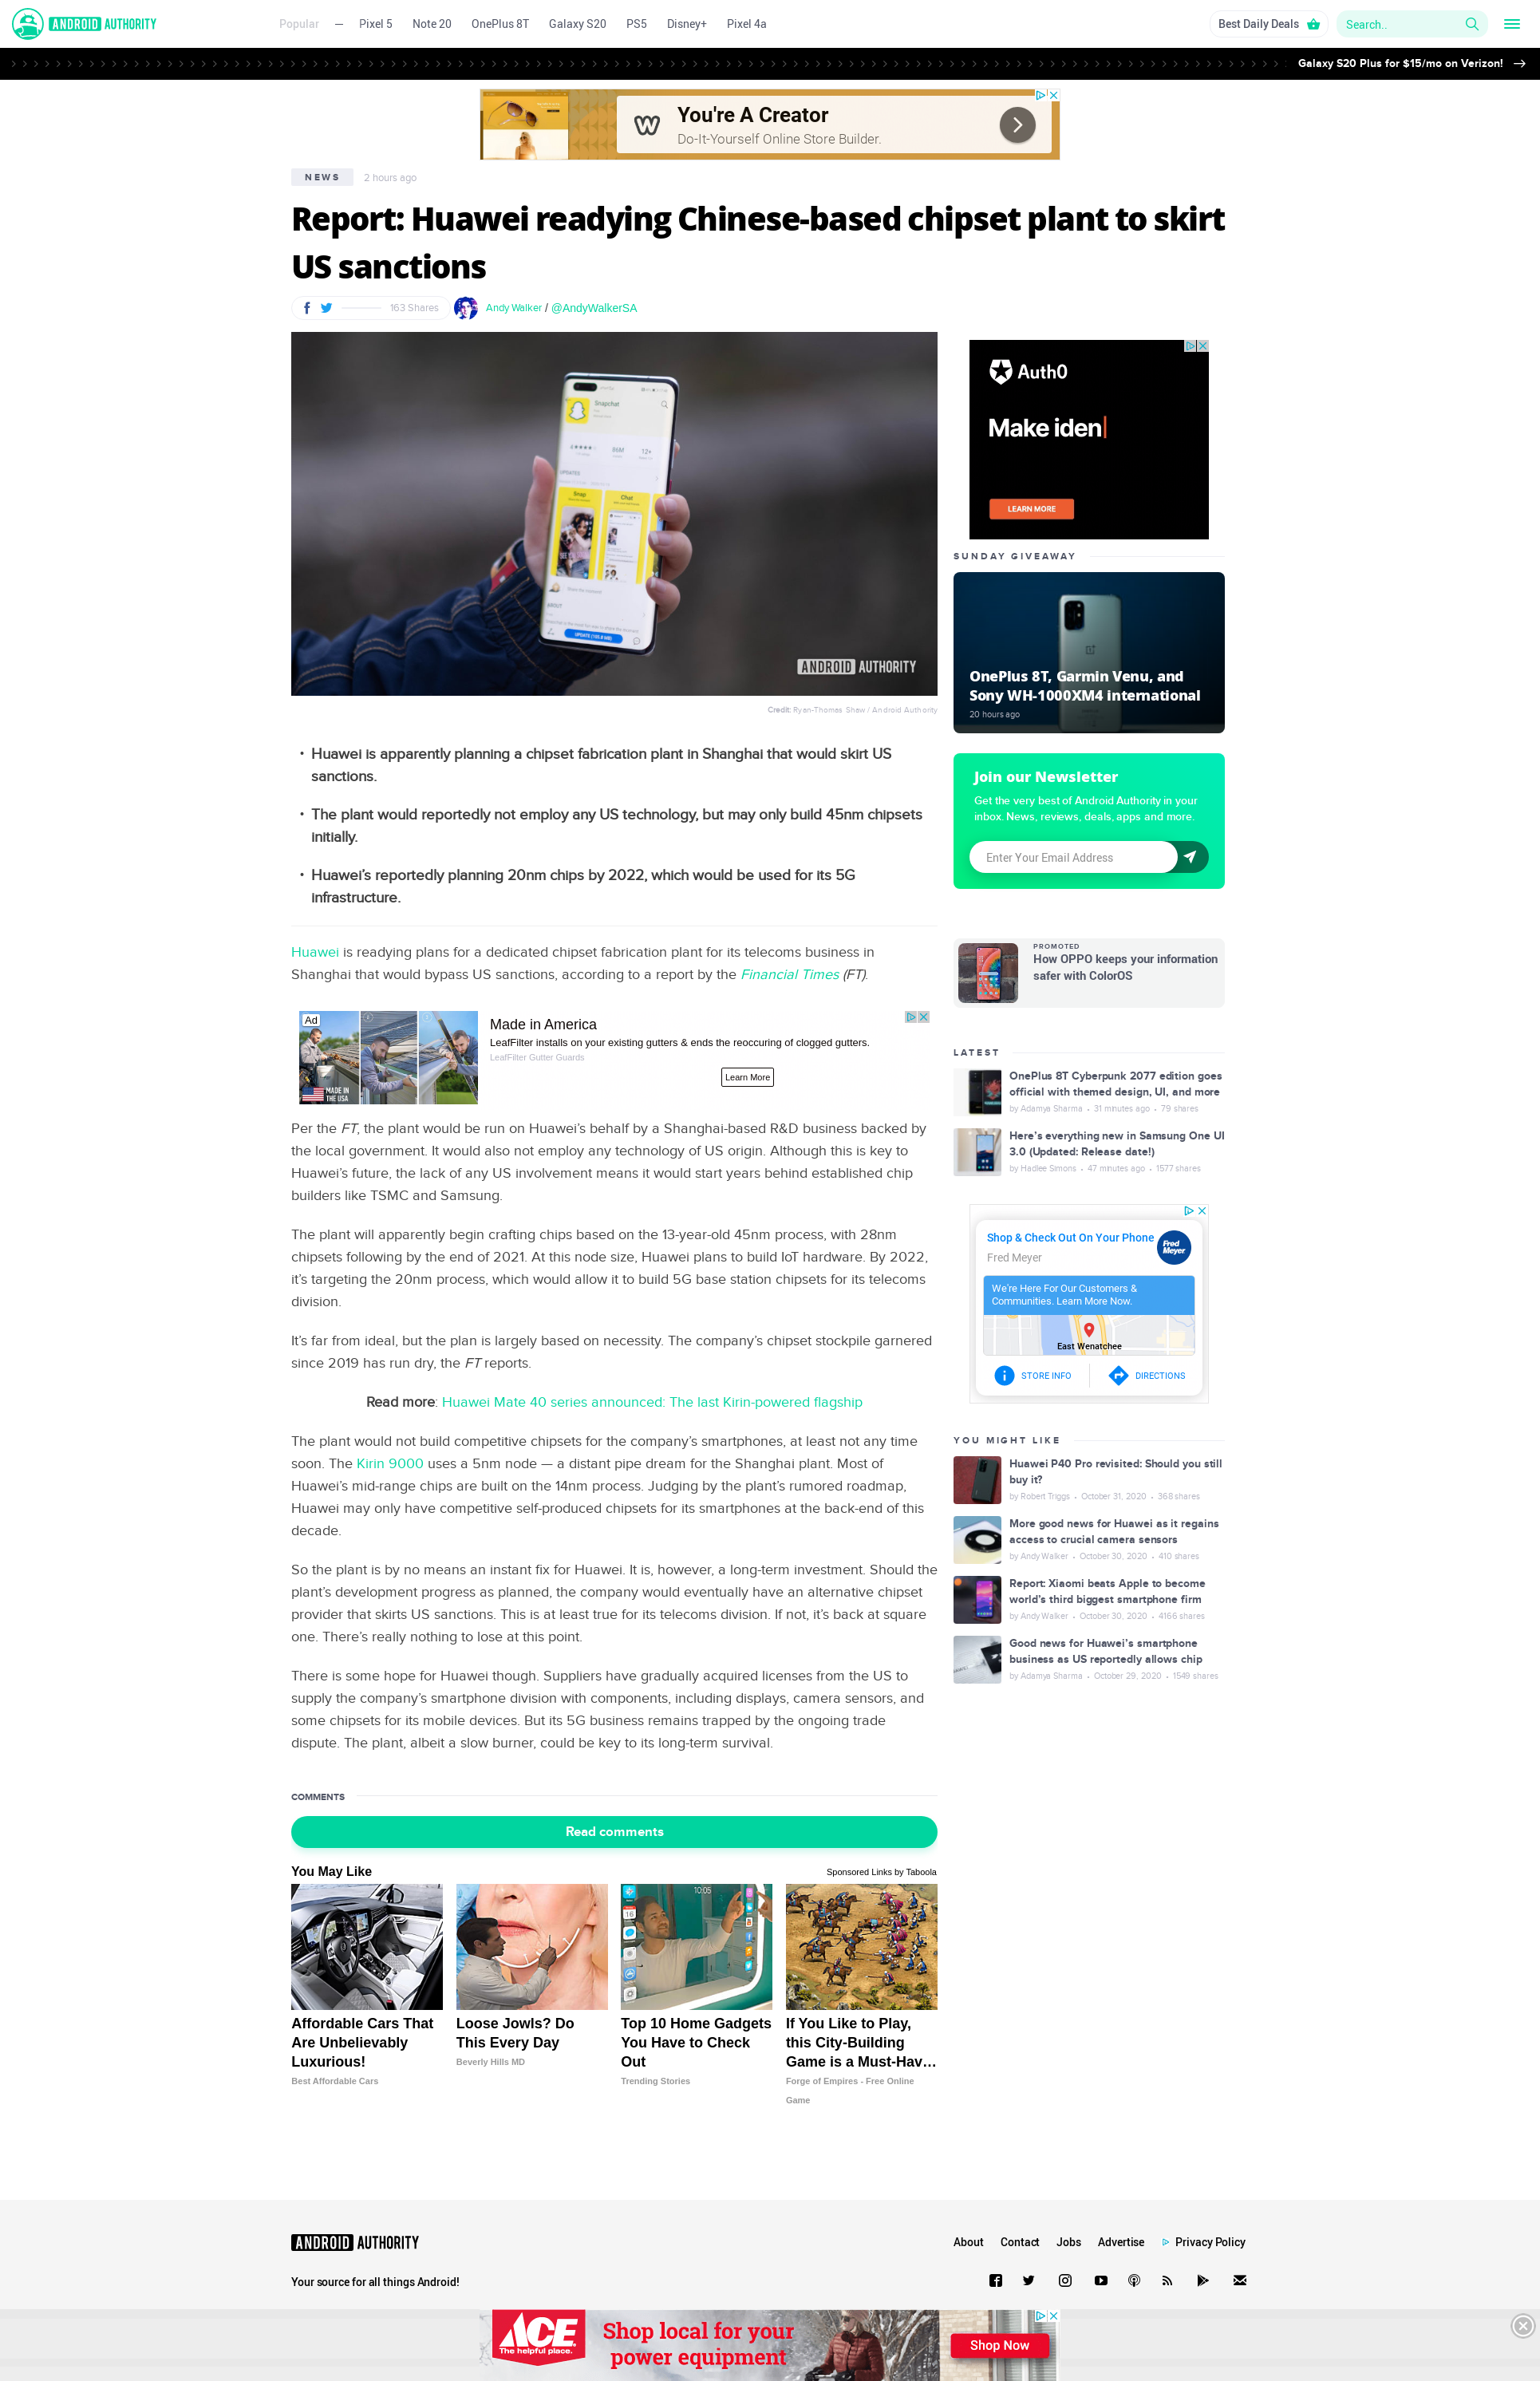 ANDROID AUTHORITY
Popular — Pixel 5 Note 20 OnePlus 8T Galaxy S20 PS5 Disney+ Pixel 4a
Best Daily Deals
Search..
Galaxy S20 Plus for $15/mo on Verizon!
You're A Creator
Do-It-Yourself Online Store Builder.
NEWS
2 hours ago
Report: Huawei readying Chinese-based chipset plant to skirt
US sanctions
163 Shares
Andy Walker / @AndyWalkerSA
Snapchat
86M
12+
Snap
Chat
ABOUT
ANDROID AUTHORITY
Credit: Ryan-Thomas Shaw / Android Authority
• Huawei is apparently planning a chipset fabrication plant in Shanghai that would skirt US
sanctions.
• The plant would reportedly not employ any US technology, but may only build 45nm chipsets
initially.
• Huawei’s reportedly planning 20nm chips by 2022, which would be used for its 5G
infrastructure.
Huawei is readying plans for a dedicated chipset fabrication plant for its telecoms business in
Shanghai that would bypass US sanctions, according to a report by the Financial Times (FT).
Ad
MADE IN
THE USA
Made in America
LeafFilter installs on your existing gutters & ends the reoccuring of clogged gutters.
LeafFilter Gutter Guards
Learn More
Per the FT, the plant would be run on Huawei’s behalf by a Shanghai-based R&D business backed by
the local government. It would also not employ any technology of US origin. Although this is key to
Huawei’s future, the lack of any US involvement means it would start years behind established chip
builders like TSMC and Samsung.
The plant will apparently begin crafting chips based on the 13-year-old 45nm process, with 28nm
chipsets following by the end of 2021. At this node size, Huawei plans to build IoT hardware. By 2022,
it’s targeting the 20nm process, which would allow it to build 5G base station chipsets for its telecoms
division.
It’s far from ideal, but the plan is largely based on necessity. The company’s chipset stockpile garnered
since 2019 has run dry, the FT reports.
Read more: Huawei Mate 40 series announced: The last Kirin-powered flagship
The plant would not build competitive chipsets for the company’s smartphones, at least not any time
soon. The Kirin 9000 uses a 5nm node — a distant pipe dream for the Shanghai plant. Most of
Huawei’s mid-range chips are built on the 14nm process. Judging by the plant’s rumored roadmap,
Huawei may only have competitive self-produced chipsets for its smartphones at the back-end of this
decade.
So the plant is by no means an instant fix for Huawei. It is, however, a long-term investment. Should the
plant’s development progress as planned, the company would eventually have an alternative chipset
provider that skirts US sanctions. This is at least true for its telecoms division. If not, it’s back at square
one. There’s really nothing to lose at this point.
There is some hope for Huawei though. Suppliers have gradually acquired licenses from the US to
supply the company’s smartphone division with components, including displays, camera sensors, and
some chipsets for its mobile devices. But its 5G business remains trapped by the ongoing trade
dispute. The plant, albeit a slow burner, could be key to its long-term survival.
COMMENTS
Read comments
You May Like
Sponsored Links by Taboola
Affordable Cars That
Are Unbelievably
Luxurious!
Best Affordable Cars
Loose Jowls? Do
This Every Day
Beverly Hills MD
10:05
16
Top 10 Home Gadgets
You Have to Check
Out
Trending Stories
If You Like to Play,
this City-Building
Game is a Must-Hav…
Forge of Empires - Free Online
Game
Auth0
Make iden
LEARN MORE
SUNDAY GIVEAWAY
OnePlus 8T, Garmin Venu, and
Sony WH-1000XM4 international
20 hours ago
Join our Newsletter
Get the very best of Android Authority in your
inbox. News, reviews, deals, apps and more.
Enter Your Email Address
PROMOTED
How OPPO keeps your information
safer with ColorOS
LATEST
OnePlus 8T Cyberpunk 2077 edition goes
official with themed design, UI, and more
by Adamya Sharma • 31 minutes ago • 79 shares
Here’s everything new in Samsung One UI
3.0 (Updated: Release date!)
by Hadlee Simons • 47 minutes ago • 1577 shares
Shop & Check Out On Your Phone
Fred Meyer
Fred
Meyer
We're Here For Our Customers &
Communities. Learn More Now.
East Wenatchee
STORE INFO
DIRECTIONS
YOU MIGHT LIKE
Huawei P40 Pro revisited: Should you still
buy it?
by Robert Triggs • October 31, 2020 • 368 shares
More good news for Huawei as it regains
access to crucial camera sensors
by Andy Walker • October 30, 2020 • 410 shares
Report: Xiaomi beats Apple to become
world’s third biggest smartphone firm
by Andy Walker • October 30, 2020 • 4166 shares
Good news for Huawei’s smartphone
business as US reportedly allows chip
by Adamya Sharma • October 29, 2020 • 1549 shares
ANDROID AUTHORITY
Your source for all things Android!
About Contact Jobs Advertise Privacy Policy
ACE
The helpful place.
Shop local for your
power equipment
Shop Now